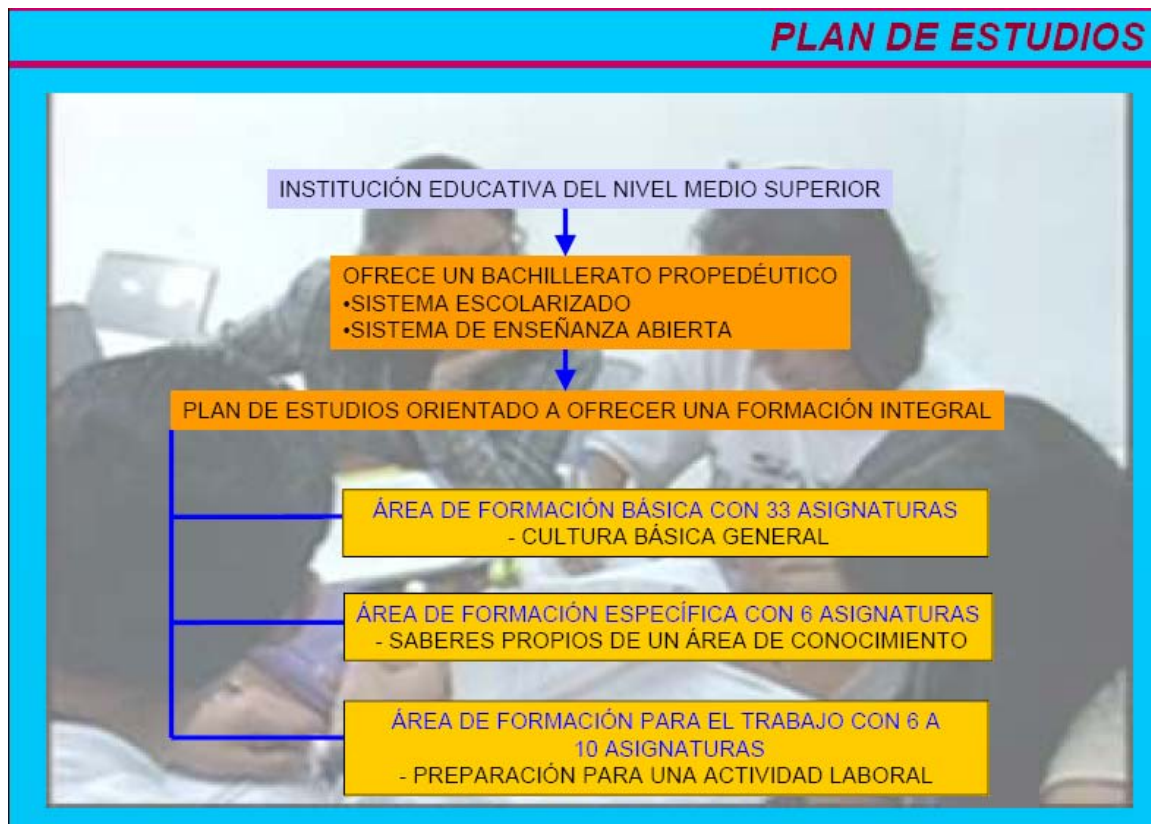 PLAN DE ESTUDIOS
INSTITUCIÓN EDUCATIVA DEL NIVEL MEDIO SUPERIOR
OFRECE UN BACHILLERATO PROPEDÉUTICO
•SISTEMA ESCOLARIZADO
•SISTEMA DE ENSEÑANZA ABIERTA
PLAN DE ESTUDIOS ORIENTADO A OFRECER UNA FORMACIÓN INTEGRAL
ÁREA DE FORMACIÓN BÁSICA CON 33 ASIGNATURAS
- CULTURA BÁSICA GENERAL
ÁREA DE FORMACIÓN ESPECÍFICA CON 6 ASIGNATURAS
- SABERES PROPIOS DE UN ÁREA DE CONOCIMIENTO
ÁREA DE FORMACIÓN PARA EL TRABAJO CON 6 A
10 ASIGNATURAS
- PREPARACIÓN PARA UNA ACTIVIDAD LABORAL